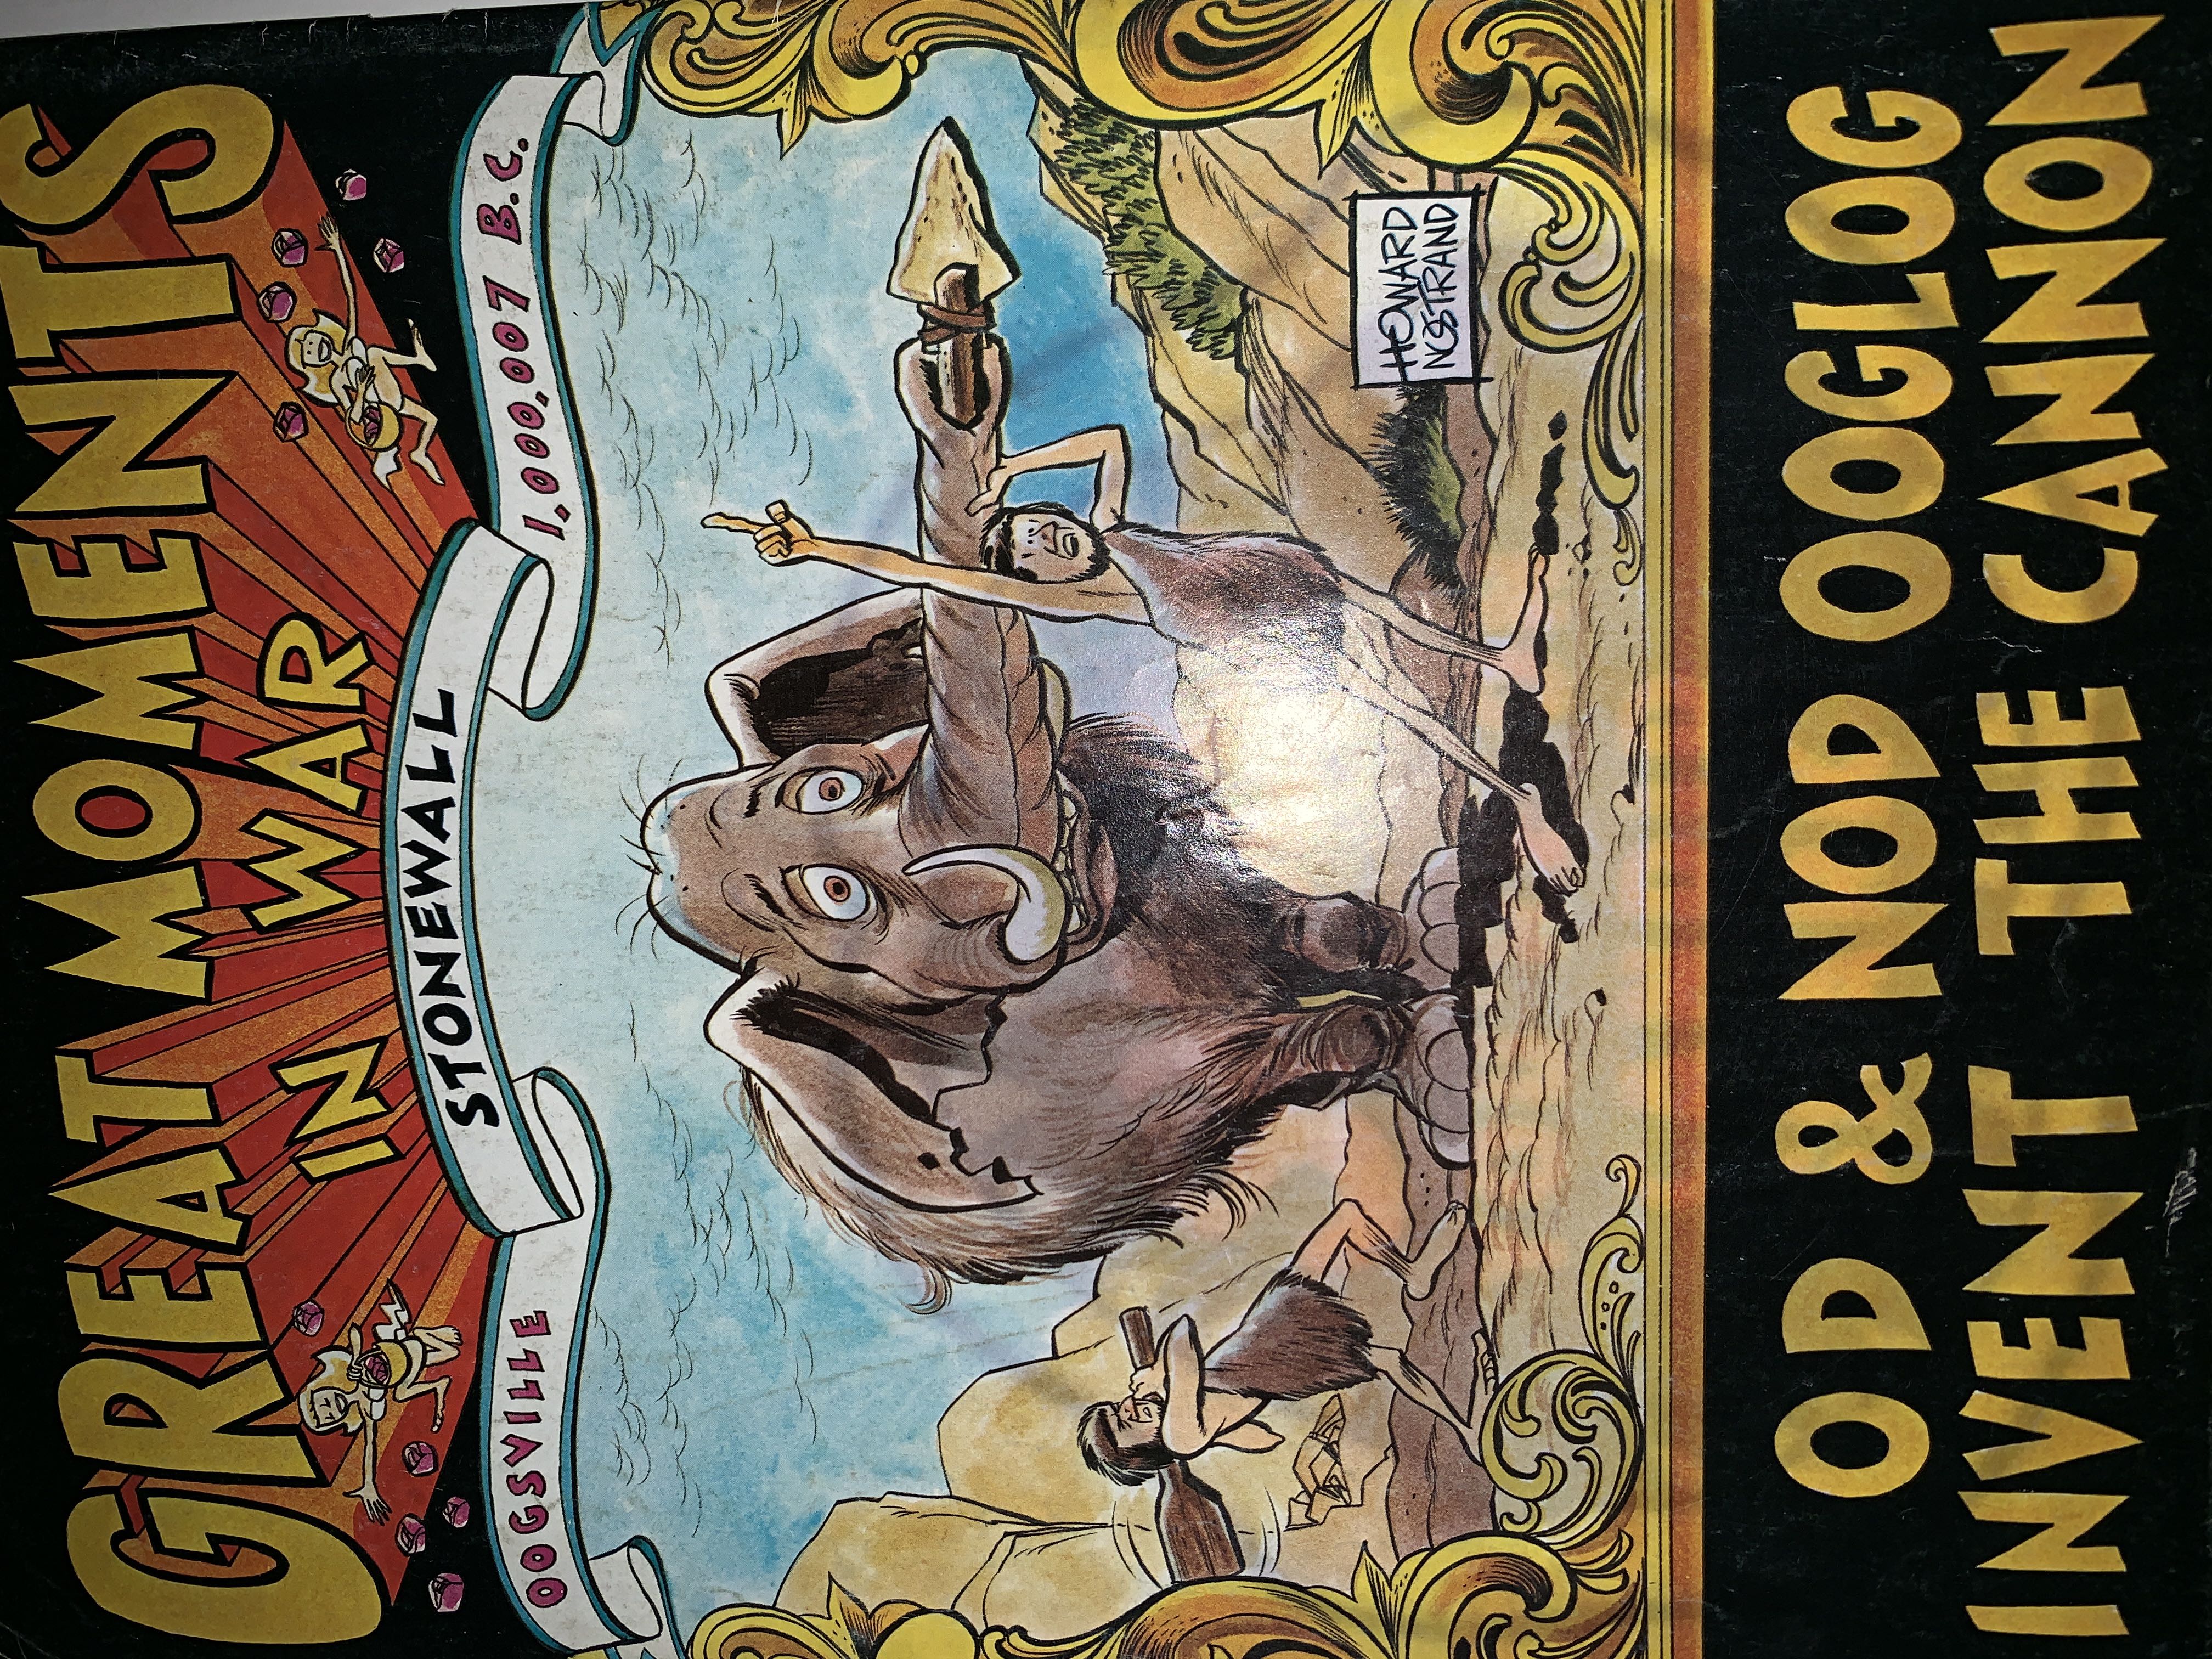 GREAT MOMENTS
IN WAR
STONEWALL
OOGSVILLE
1,000,007 B.C.
HOWARD
NOSTRAND
OD & NOD OOGLOG
INVENT THE CANNON